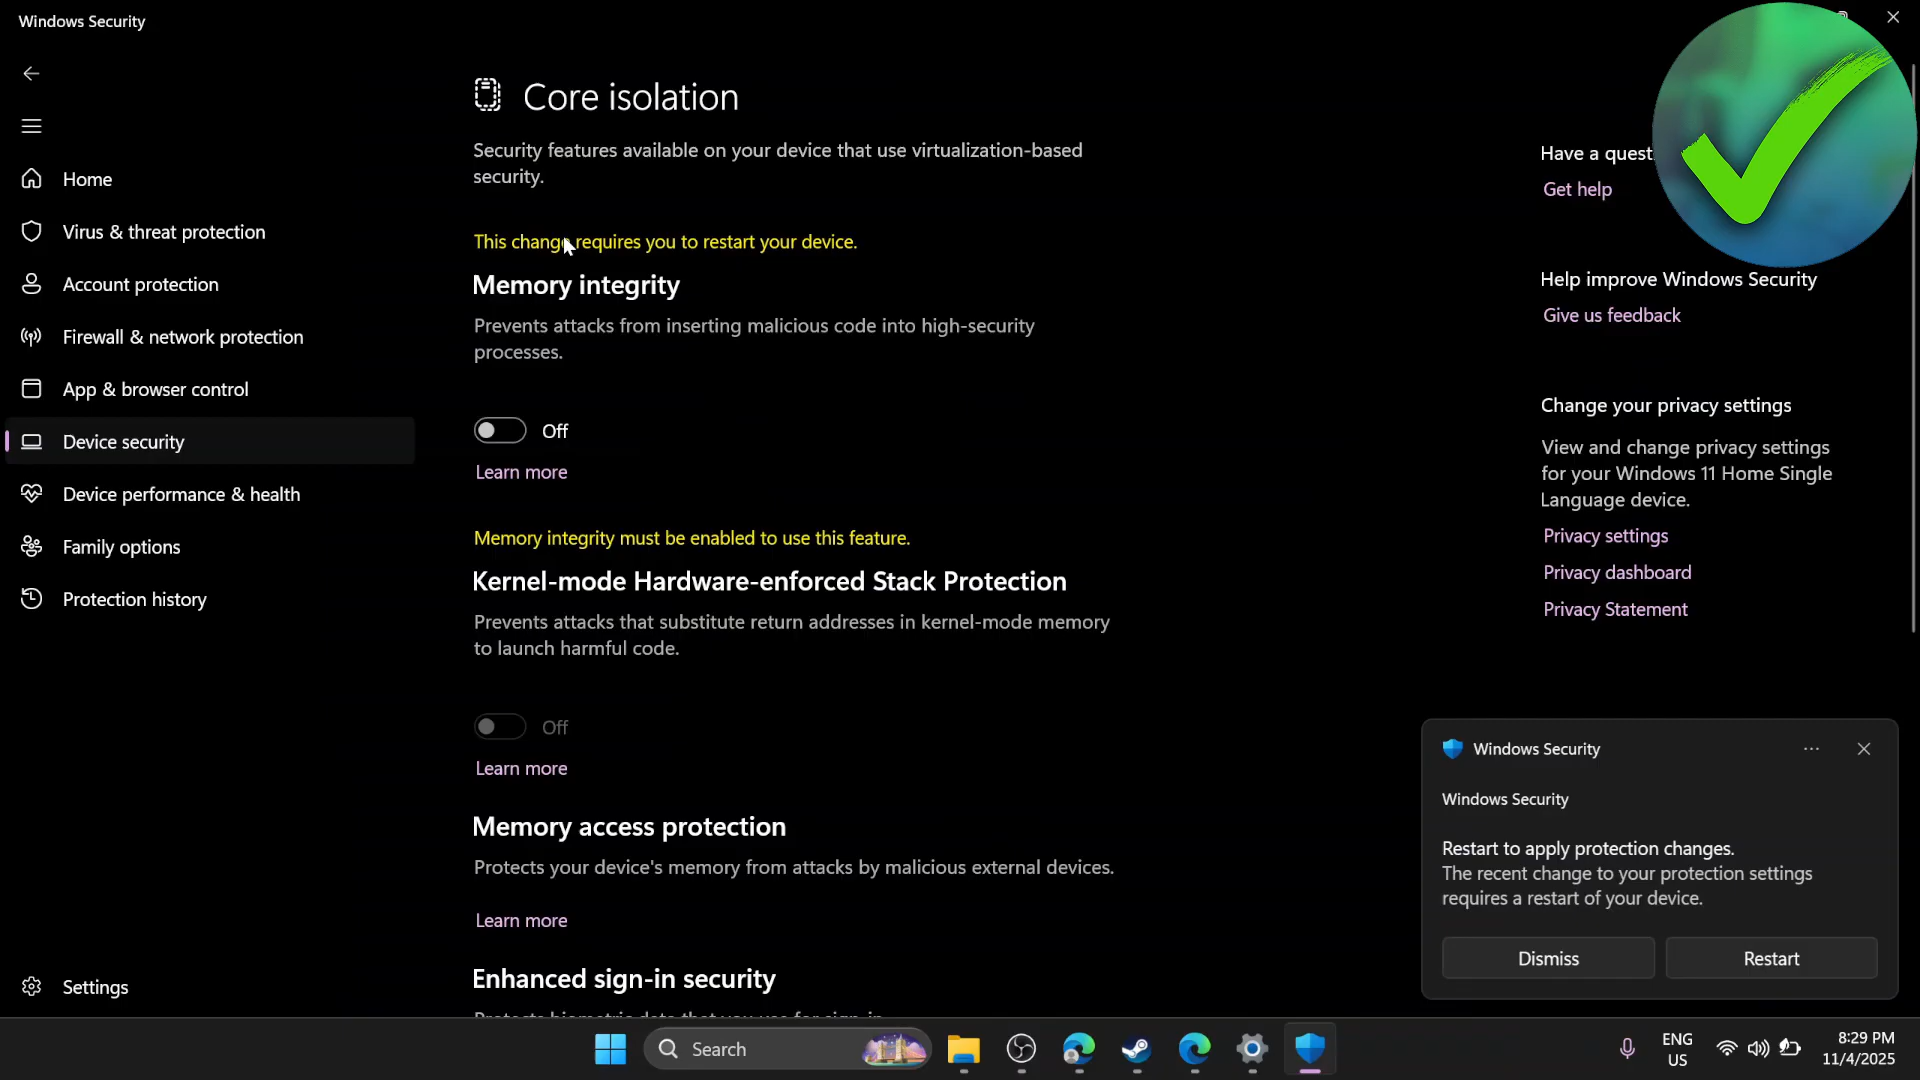 Windows Security
Core isolation
Security features available on your device that use virtualization-based
security.
This change requires you to restart your device.
Memory integrity
Prevents attacks from inserting malicious code into high-security
processes.
Off
Learn more
Memory integrity must be enabled to use this feature.
Kernel-mode Hardware-enforced Stack Protection
Prevents attacks that substitute return addresses in kernel-mode memory
to launch harmful code.
Off
Learn more
Memory access protection
Protects your device's memory from attacks by malicious external devices.
Learn more
Enhanced sign-in security
Home
Virus & threat protection
Account protection
Firewall & network protection
App & browser control
Device security
Device performance & health
Family options
Protection history
Settings
Have a
Get help
Help improve Windows Security
Give us feedback
Change your privacy settings
View and change privacy settings
for your Windows 11 Home Single
Language device.
Privacy settings
Privacy dashboard
Privacy Statement
Windows Security
Windows Security
Restart to apply protection changes.
The recent change to your protection settings
requires a restart of your device.
Dismiss
Restart
Search
ENG
US
8:29 PM
11/4/2025